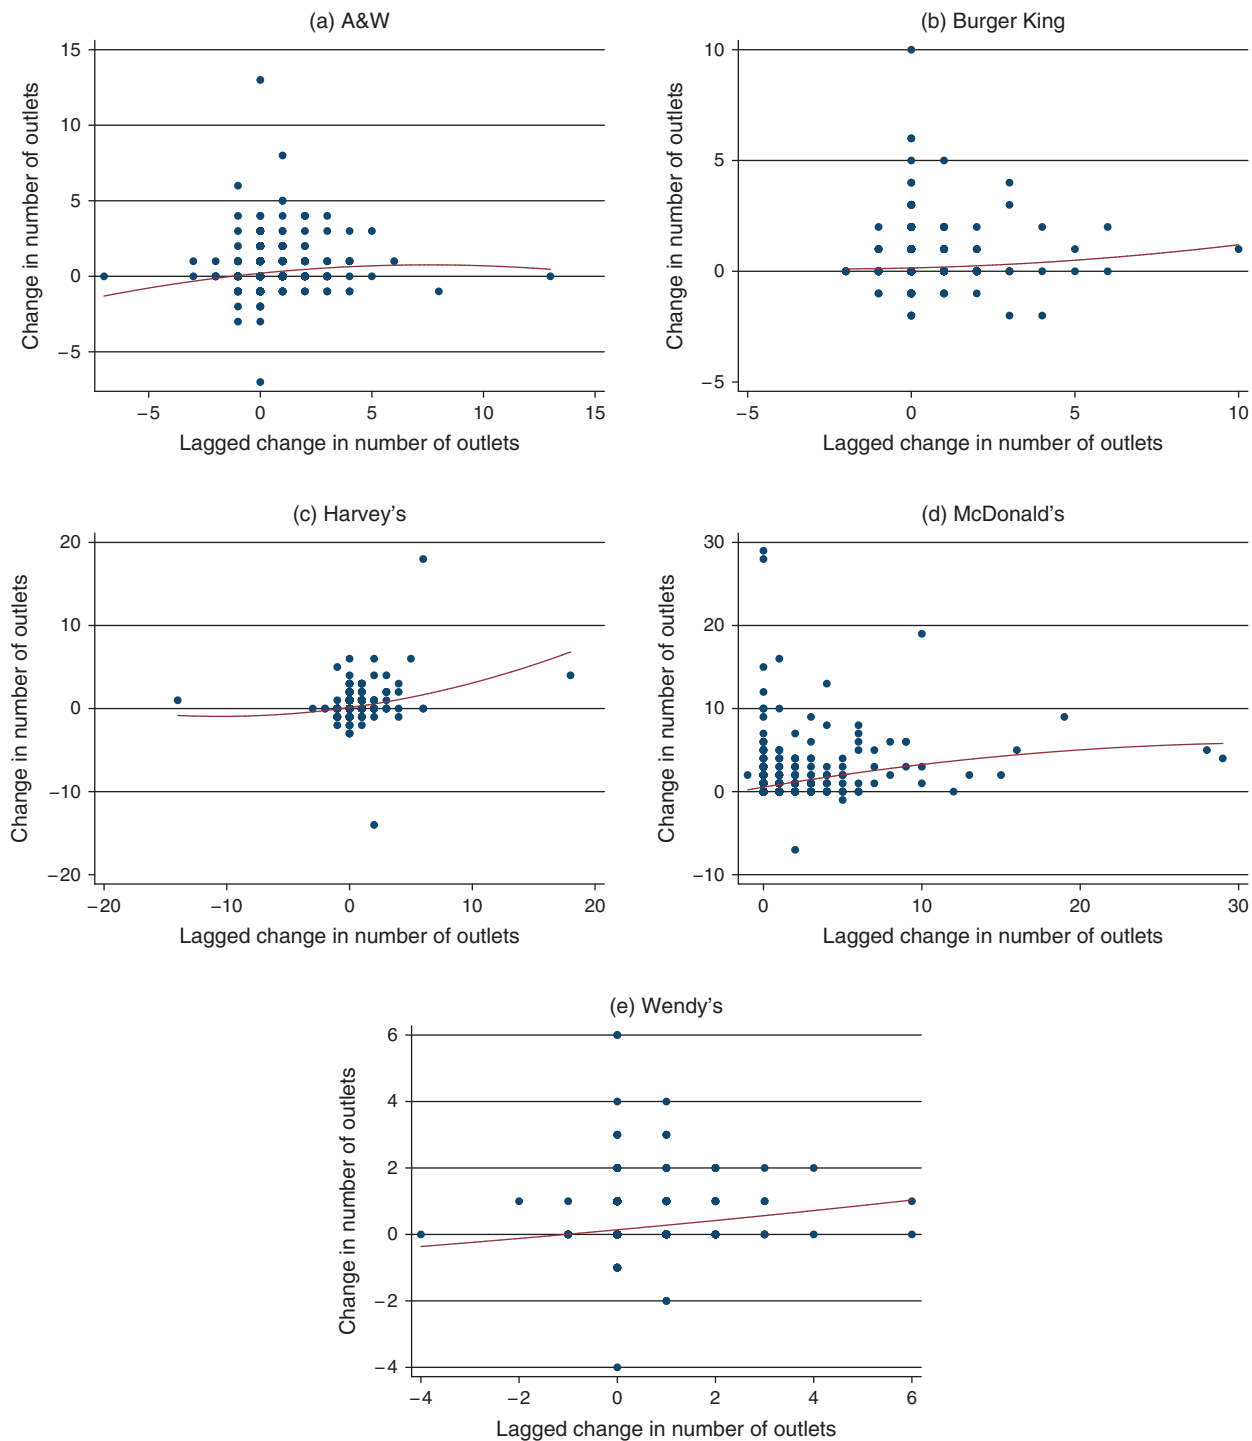 (a) A&W
Change in number of outlets
15
10
5
0
−5
−5 0 5 10 15
Lagged change in number of outlets
(b) Burger King
Change in number of outlets
10
5
0
−5
−5 0 5 10
Lagged change in number of outlets
(c) Harvey's
Change in number of outlets
20
10
0
−10
−20
−20 −10 0 10 20
Lagged change in number of outlets
(d) McDonald's
Change in number of outlets
30
20
10
0
−10
0 10 20 30
Lagged change in number of outlets
(e) Wendy's
Change in number of outlets
6
4
2
0
−2
−4
−4 −2 0 2 4 6
Lagged change in number of outlets